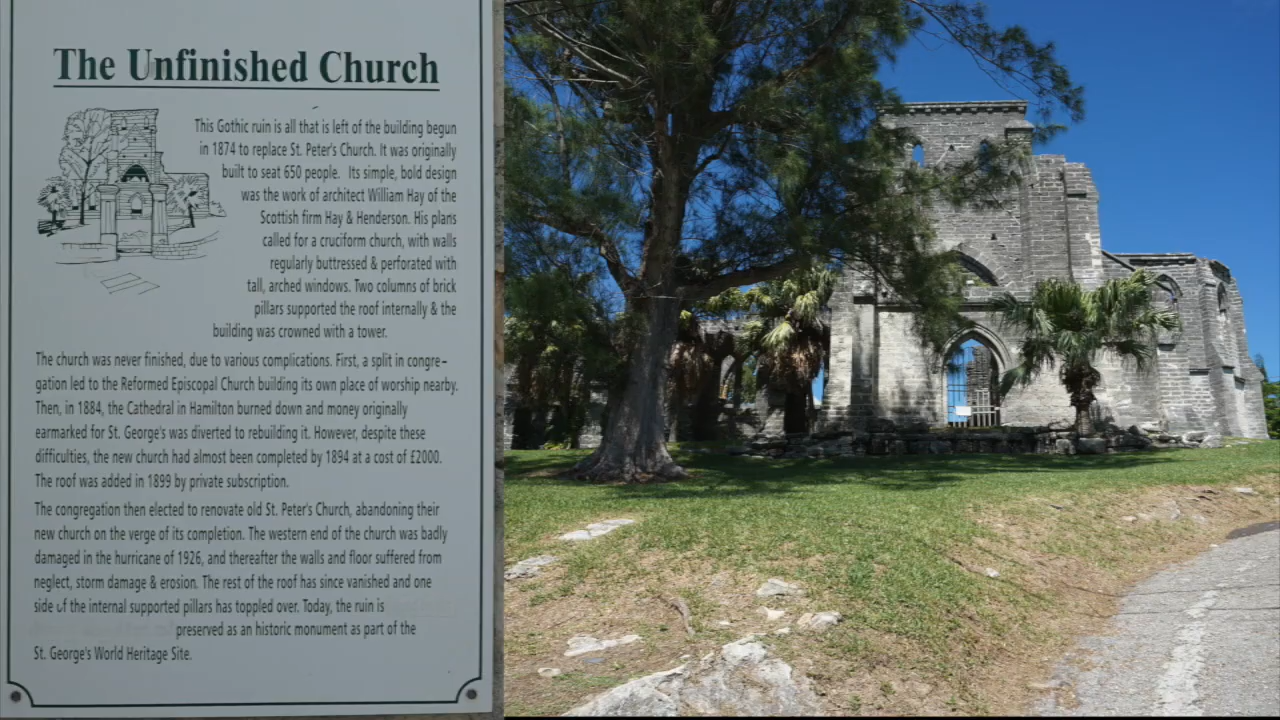 The Unfinished Church
This Gothic ruin is all that is left of the building begun
in 1874 to replace St. Peter's Church. It was originally
built to seat 650 people. Its simple, bold design
was the work of architect William Hay of the
Scottish firm Hay & Henderson. His plans
called for a cruciform church, with walls
regularly buttressed & perforated with
tall, arched windows. Two columns of brick
pillars supported the roof internally & the
building was crowned with a tower.
The church was never finished, due to various complications. First, a split in congre-
gation led to the Reformed Episcopal Church building its own place of worship nearby.
Then, in 1884, the Cathedral in Hamilton burned down and money originally
earmarked for St. George's was diverted to rebuilding it. However, despite these
difficulties, the new church had almost been completed by 1894 at a cost of £2000.
The roof was added in 1899 by private subscription.
The congregation then elected to renovate old St. Peter's Church, abandoning their
new church on the verge of its completion. The western end of the church was badly
damaged in the hurricane of 1926, and thereafter the walls and floor suffered from
neglect, storm damage & erosion. The rest of the roof has since vanished and one
side of the internal supported pillars has toppled over. Today, the ruin is
preserved as an historic monument as part of the
St. George's World Heritage Site.